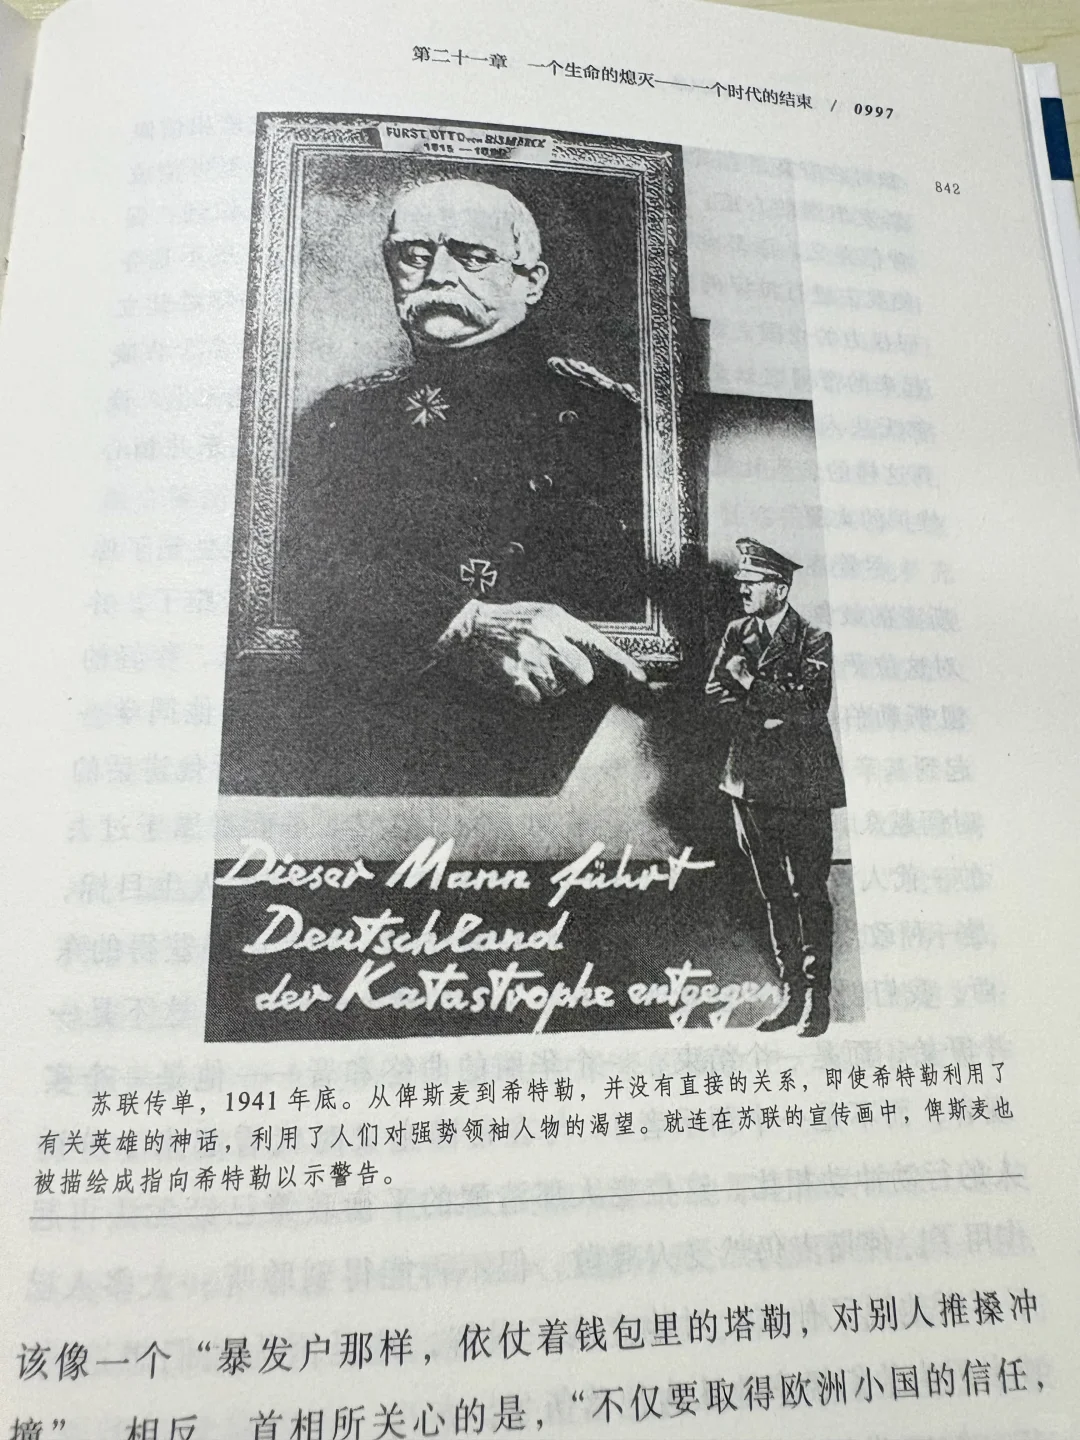 第二十一章 一个生命的熄灭——一个时代的结束 / 0997
842
FÜRST OTTO von BISMARCK
1815 — 1898
Dieser Mann führt
Deutschland
der Katastrophe entgegen
苏联传单，1941 年底。从俾斯麦到希特勒，并没有直接的关系，即使希特勒利用了
有关英雄的神话，利用了人们对强势领袖人物的渴望。就连在苏联的宣传画中，俾斯麦也
被描绘成指向希特勒以示警告。
该像一个“暴发户那样，依仗着钱包里的塔勒，对别人推搡冲
撞”，相反，首相所关心的是，“不仅要取得欧洲小国的信任，